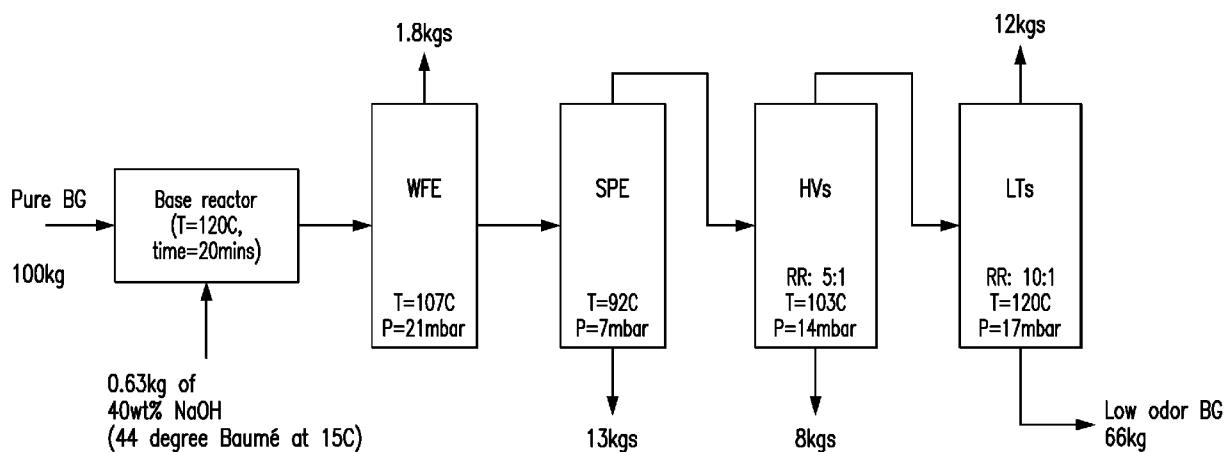 1.8kgs
12kgs
Pure BG
100kg
Base reactor
(T=120C,
time=20mins)
0.63kg of
40wt% NaOH
(44 degree Baumé at 15C)
WFE
T=107C
P=21mbar
SPE
T=92C
P=7mbar
13kgs
HVs
RR: 5:1
T=103C
P=14mbar
8kgs
LTs
RR: 10:1
T=120C
P=17mbar
Low odor BG
66kg